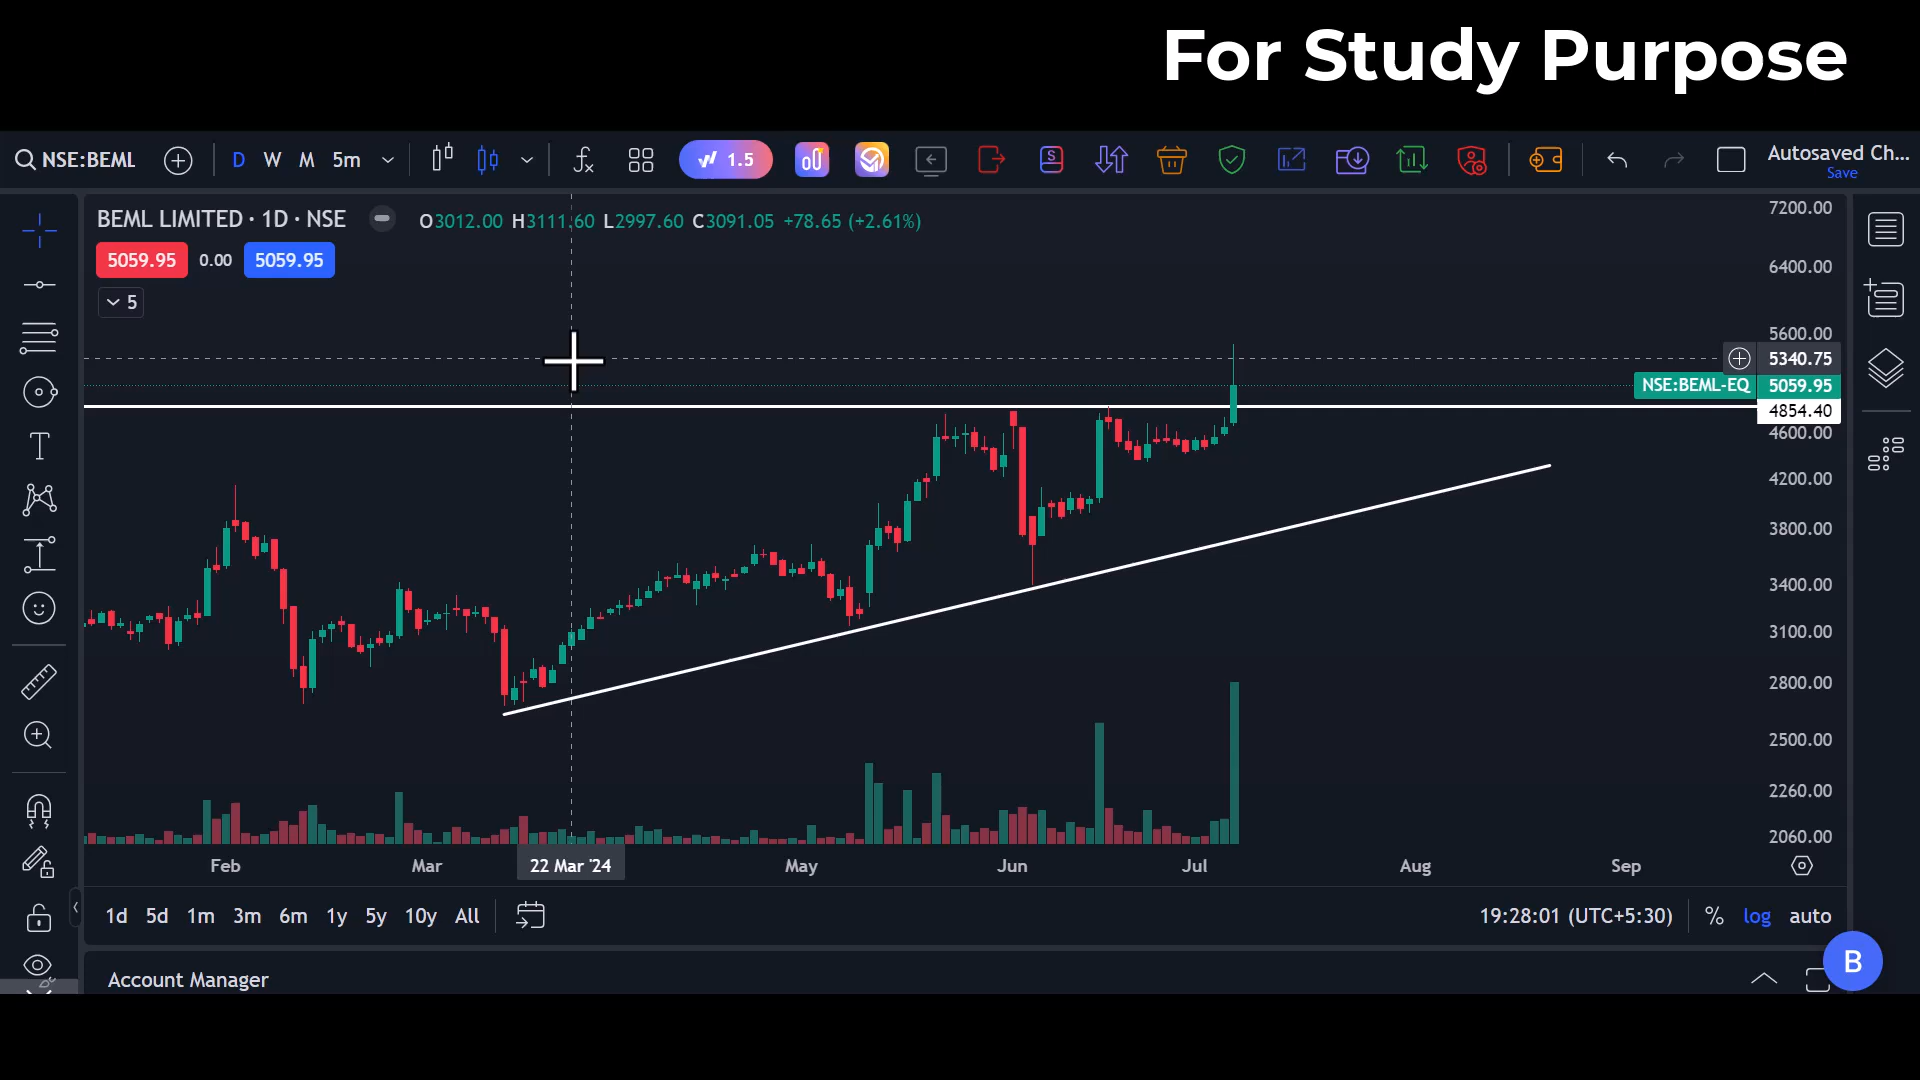 For Study Purpose
NSE:BEML D W M 5m 1.5 S Autosaved Ch...
Save
BEML LIMITED · 1D · NSE O3012.00 H3111.60 L2997.60 C3091.05 +78.65 (+2.61%)
5059.95 0.00 5059.95
5
7200.00
6400.00
5600.00
5340.75
NSE:BEML-EQ 5059.95
4854.40
4600.00
4200.00
3800.00
3400.00
3100.00
2800.00
2500.00
2260.00
2060.00
Feb Mar 22 Mar '24 May Jun Jul Aug Sep
1d 5d 1m 3m 6m 1y 5y 10y All 19:28:01 (UTC+5:30) % log auto
Account Manager B